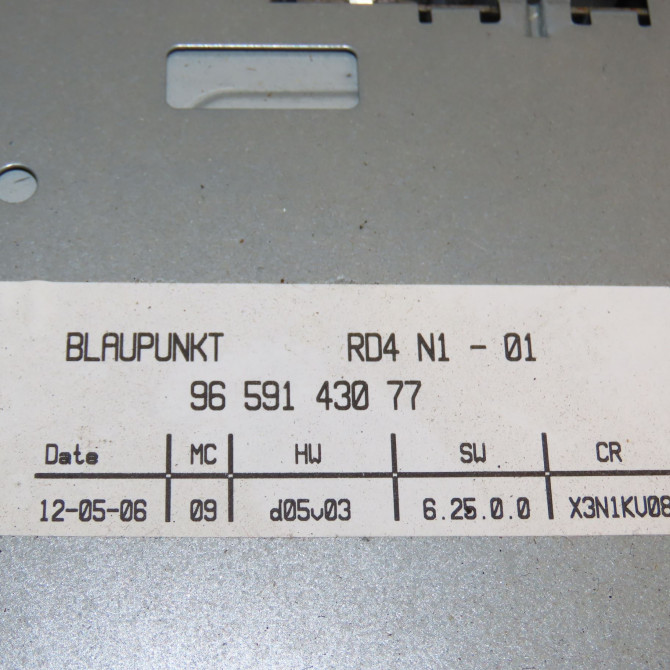 BLAUPUNKT RD4 N1 - 01
96 591 430 77
Date MC HW SW CR
12-05-06 09 d05v03 6.25.0.0 X3N1KV08